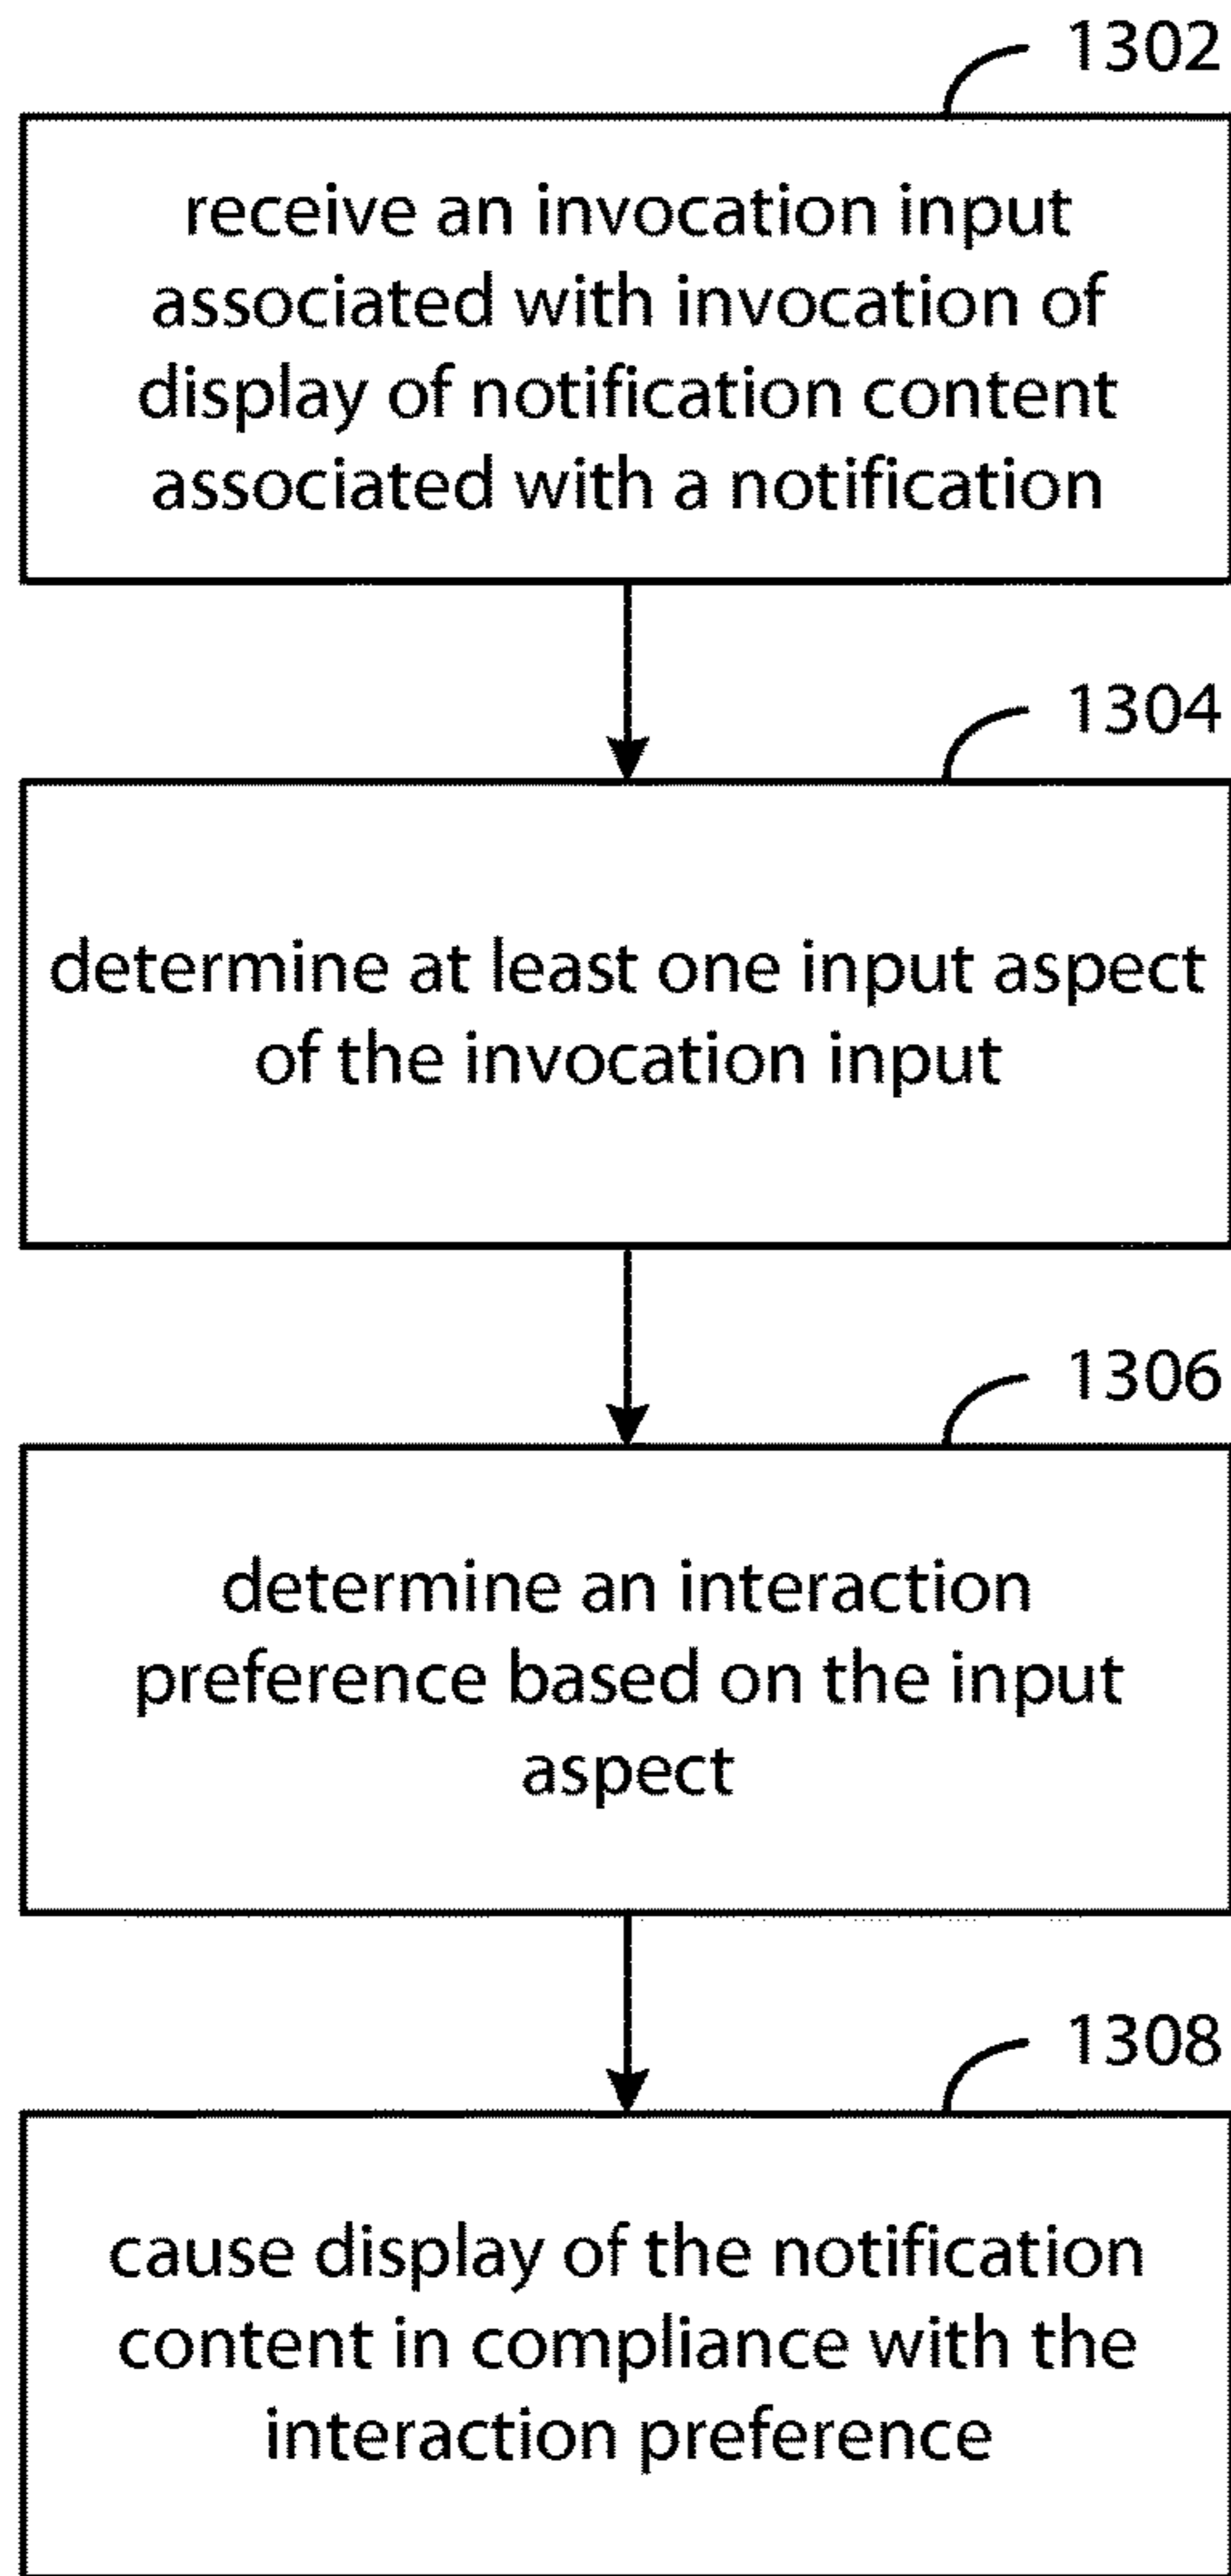 1302
receive an invocation input
associated with invocation of
display of notification content
associated with a notification
1304
determine at least one input aspect
of the invocation input
1306
determine an interaction
preference based on the input
aspect
1308
cause display of the notification
content in compliance with the
interaction preference